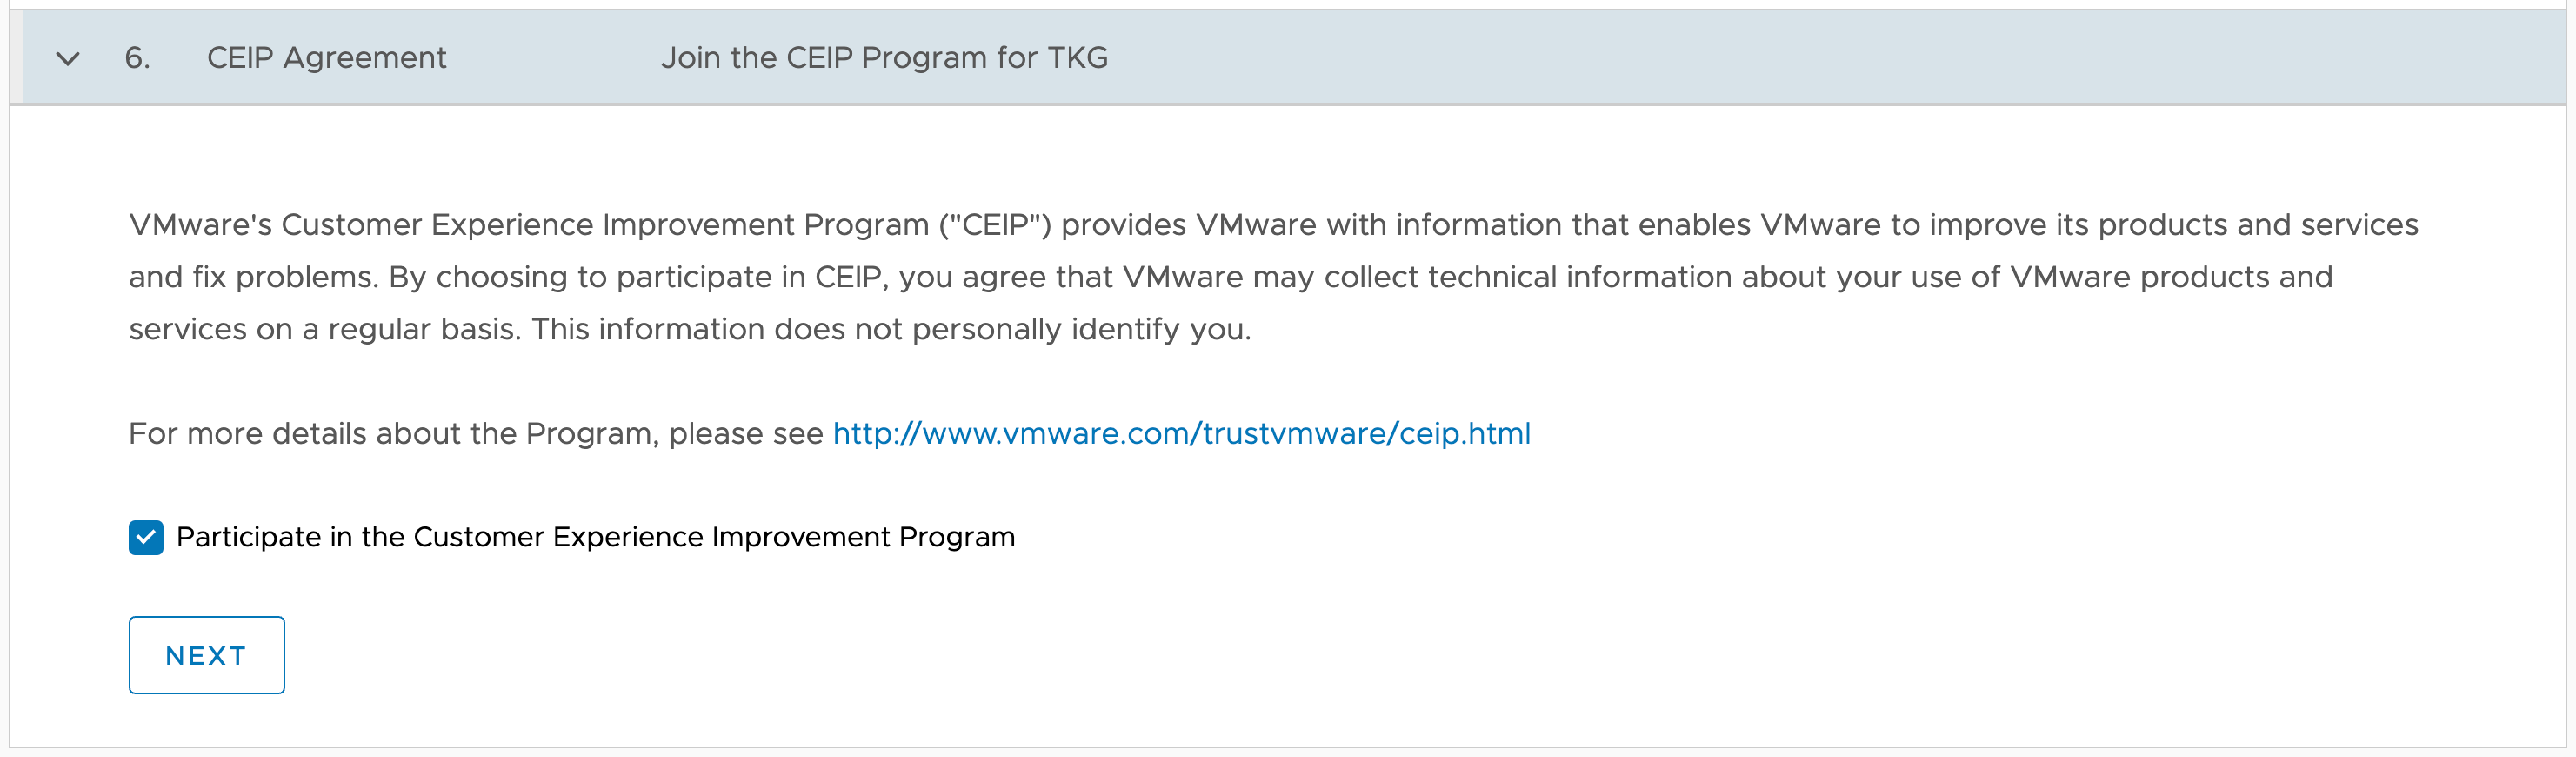 6. CEIP Agreement Join the CEIP Program for TKG
VMware's Customer Experience Improvement Program ("CEIP") provides VMware with information that enables VMware to improve its products and services
and fix problems. By choosing to participate in CEIP, you agree that VMware may collect technical information about your use of VMware products and
services on a regular basis. This information does not personally identify you.
For more details about the Program, please see http://www.vmware.com/trustvmware/ceip.html
Participate in the Customer Experience Improvement Program
NEXT